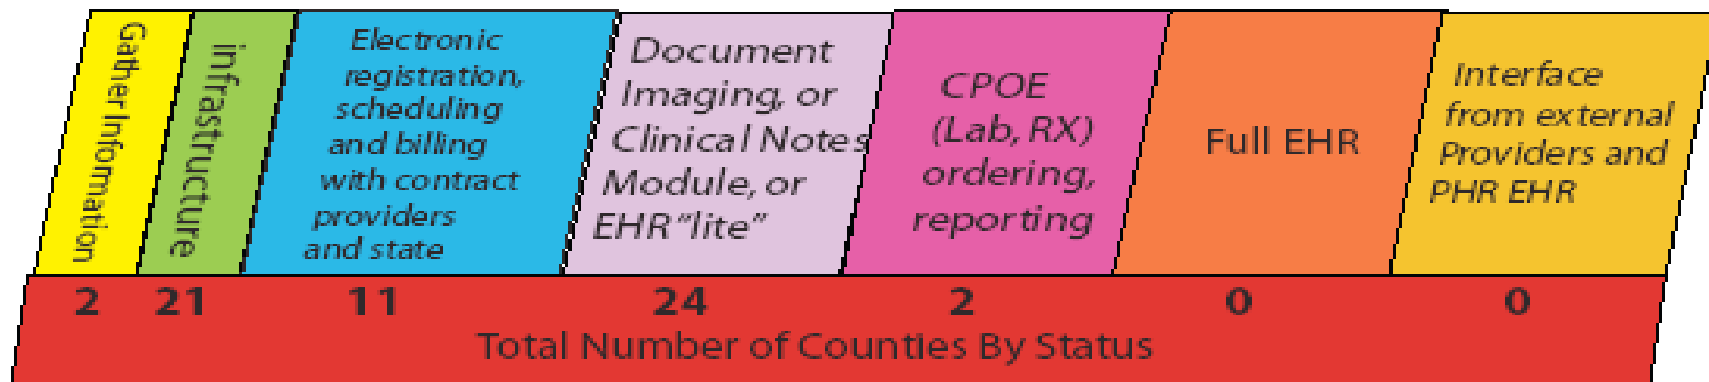 Gather Information
infrastructure
Electronic
registration,
scheduling
and billing
with contract
providers
and state
Document
Imaging, or
Clinical Notes
Module, or
EHR “lite”
CPOE
(Lab, RX)
ordering,
reporting
Full EHR
Interface
from external
Providers and
PHR EHR
2 21 11 24 2 0 0
Total Number of Counties By Status